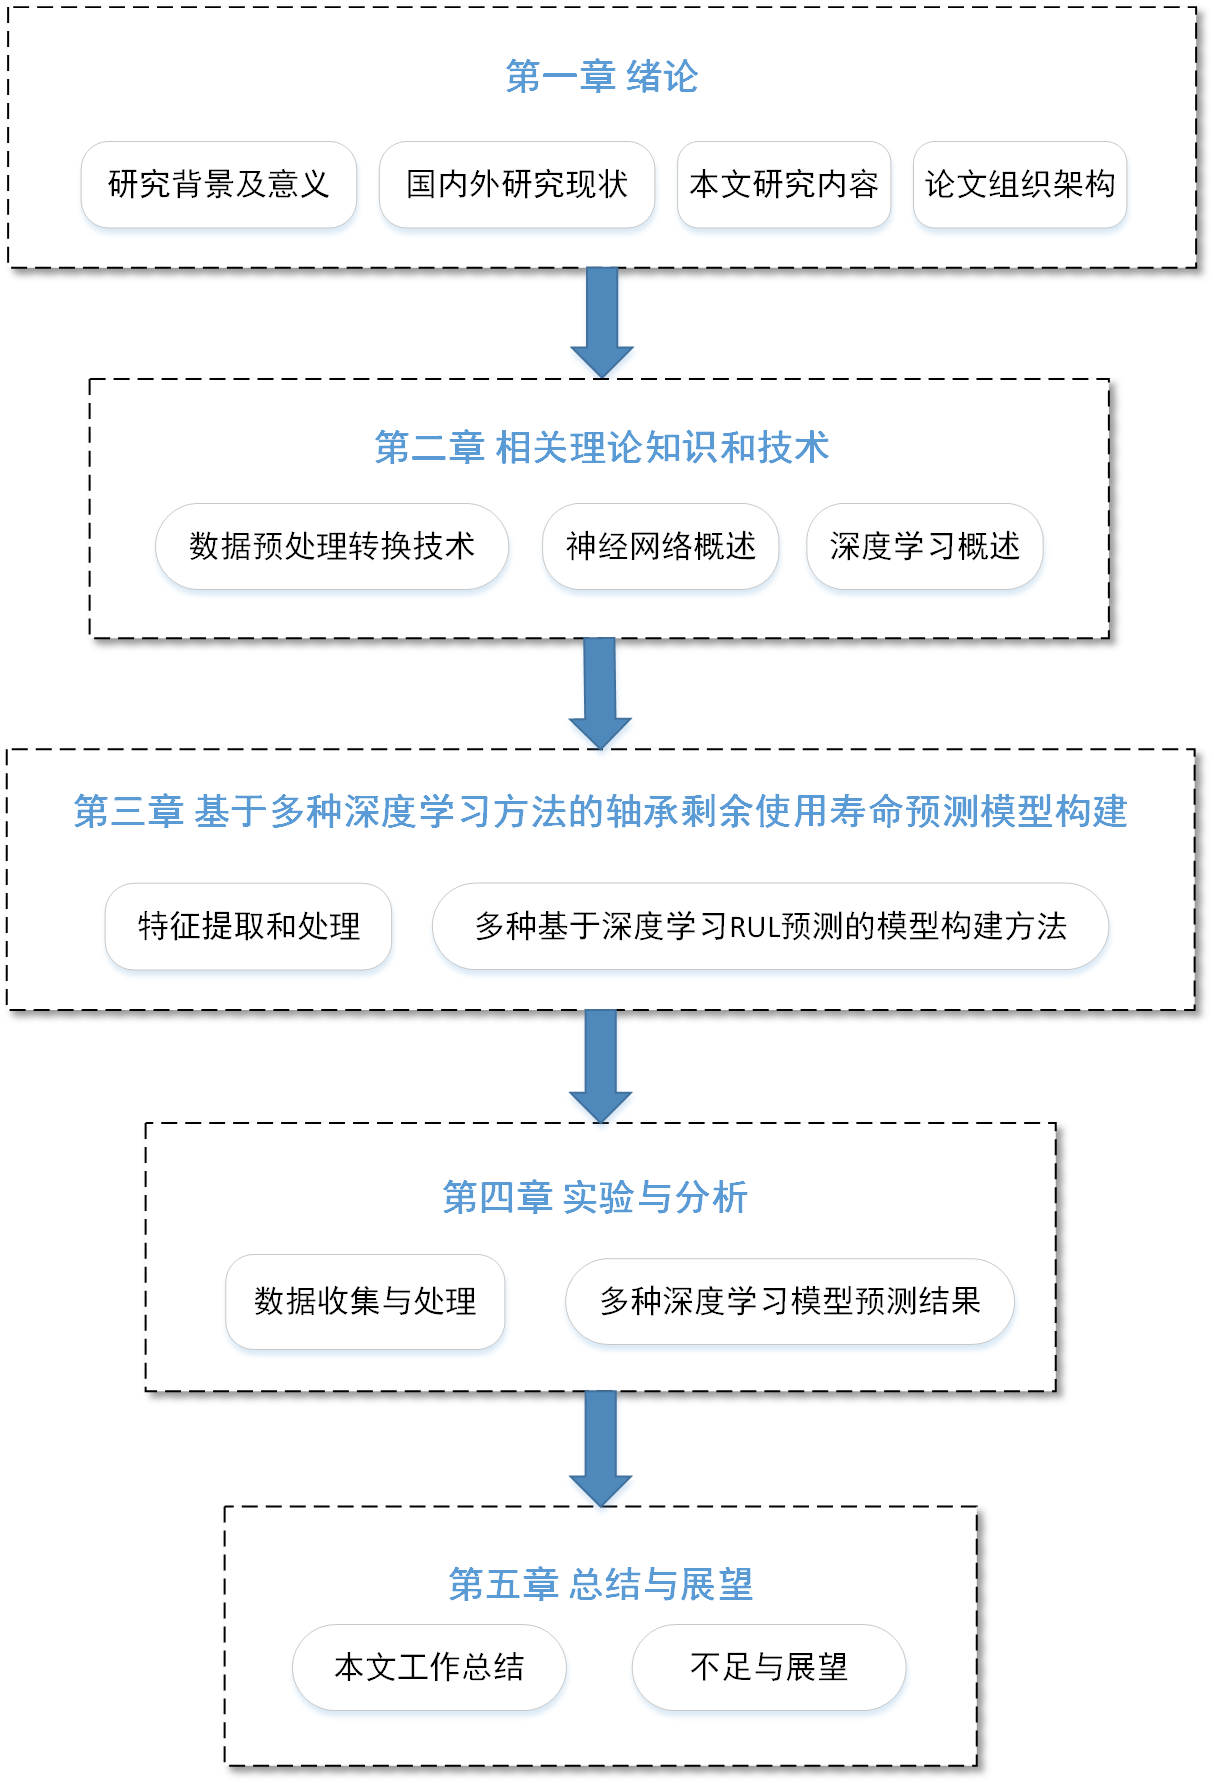 第一章 绪论
研究背景及意义
国内外研究现状
本文研究内容
论文组织架构
第二章 相关理论知识和技术
数据预处理转换技术
神经网络概述
深度学习概述
第三章 基于多种深度学习方法的轴承剩余使用寿命预测模型构建
特征提取和处理
多种基于深度学习RUL预测的模型构建方法
第四章 实验与分析
数据收集与处理
多种深度学习模型预测结果
第五章 总结与展望
本文工作总结
不足与展望